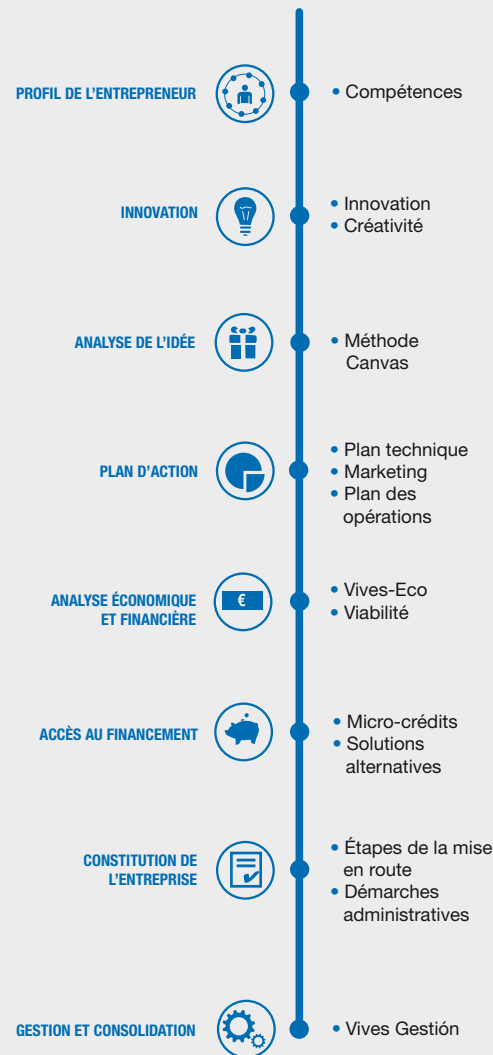 PROFIL DE L'ENTREPRENEUR
• Compétences
INNOVATION
• Innovation
• Créativité
ANALYSE DE L'IDÉE
• Méthode
Canvas
PLAN D'ACTION
• Plan technique
• Marketing
• Plan des
opérations
ANALYSE ÉCONOMIQUE
ET FINANCIÈRE
€
• Vives-Eco
• Viabilité
ACCÈS AU FINANCEMENT
• Micro-crédits
• Solutions
alternatives
CONSTITUTION DE
L'ENTREPRISE
• Étapes de la mise
en route
• Démarches
administratives
GESTION ET CONSOLIDATION
• Vives Gestión